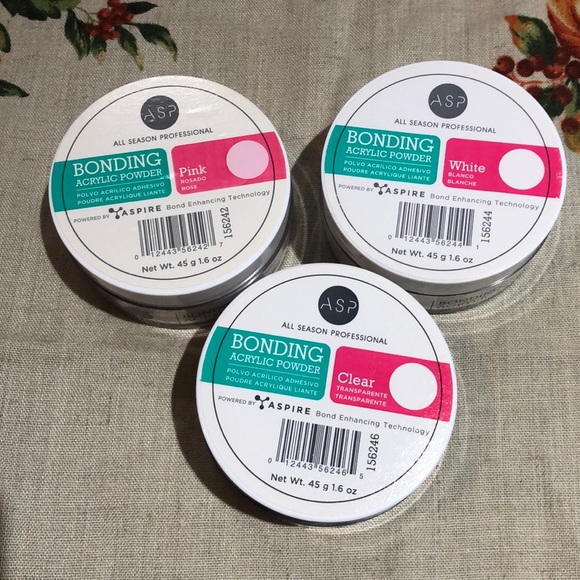 ASP
ALL SEASON PROFESSIONAL
BONDING
ACRYLIC POWDER
POLVO ACRÍLICO ADHESIVO
POUDRE ACRYLIQUE LIANTE
Pink
ROSADO
ROSE
POWERED BY ASPIRE Bond Enhancing Technology
0 12443 56242 7
156242
Net Wt. 45 g 1.6 oz
ASP
ALL SEASON PROFESSIONAL
BONDING
ACRYLIC POWDER
POLVO ACRÍLICO ADHESIVO
POUDRE ACRYLIQUE LIANTE
White
BLANCO
BLANCHE
POWERED BY ASPIRE Bond Enhancing Technology
0 12443 56244 1
156244
Net Wt. 45 g 1.6 oz
ASP
ALL SEASON PROFESSIONAL
BONDING
ACRYLIC POWDER
POLVO ACRÍLICO ADHESIVO
POUDRE ACRYLIQUE LIANTE
Clear
TRANSPARENTE
TRANSPARENTE
POWERED BY ASPIRE Bond Enhancing Technology
0 12443 56246 5
156246
Net Wt. 45 g 1.6 oz